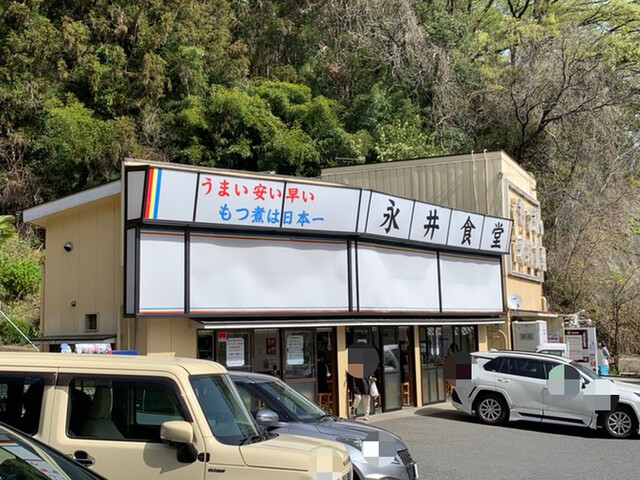 うまい安い早い
もつ煮は日本一
永井食堂